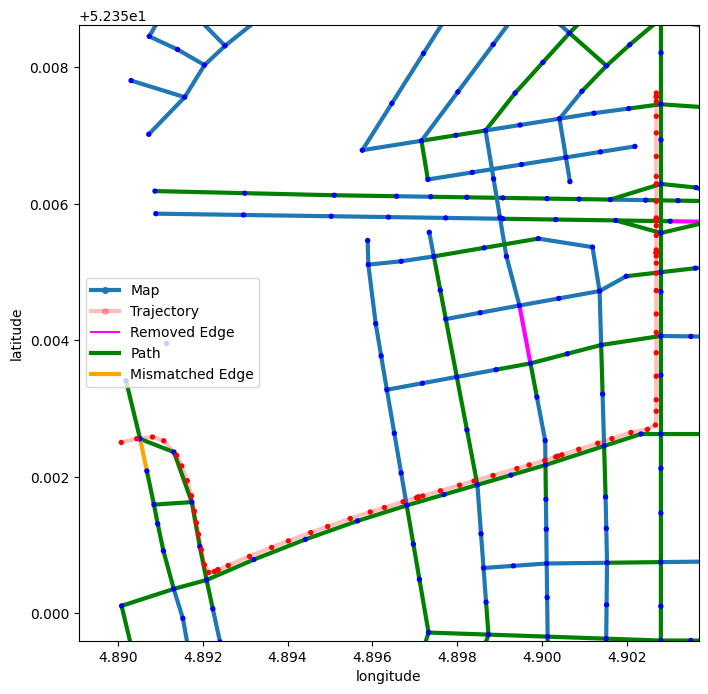 +5.235e1
0.008
0.006
0.004
0.002
0.000
latitude
Map
Trajectory
Removed Edge
Path
Mismatched Edge
4.890 4.892 4.894 4.896 4.898 4.900 4.902
longitude